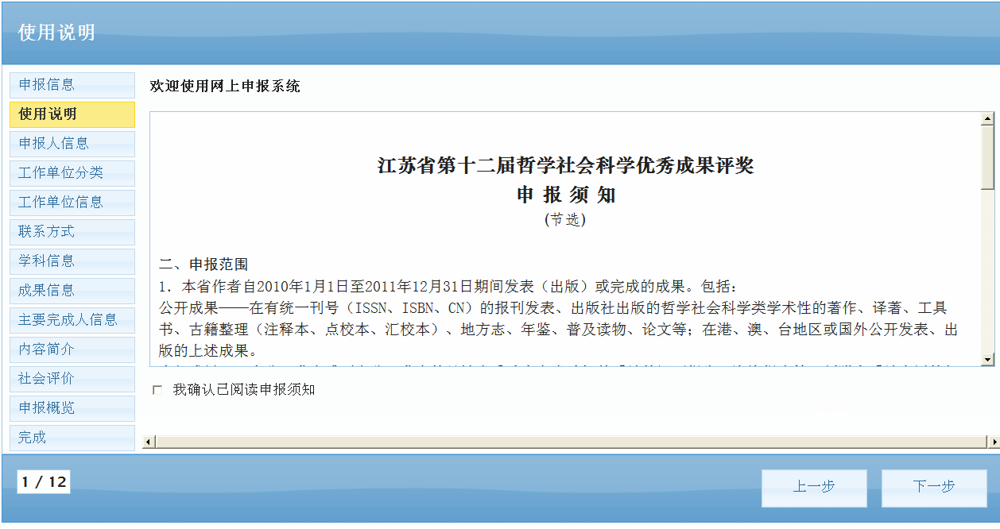 使用说明
申报信息
使用说明
申报人信息
工作单位分类
工作单位信息
联系方式
学科信息
成果信息
主要完成人信息
内容简介
社会评价
申报概览
完成
欢迎使用网上申报系统
江苏省第十二届哲学社会科学优秀成果评奖
申 报 须 知
(节选)
二、申报范围
1. 本省作者自2010年1月1日至2011年12月31日期间发表（出版）或完成的成果。包括：
公开成果——在有统一刊号（ISSN、ISBN、CN）的报刊发表、出版社出版的哲学社会科学类学术性的著作、译著、工具
书、古籍整理（注释本、点校本、汇校本）、地方志、年鉴、普及读物、论文等；在港、澳、台地区或国外公开发表、出
版的上述成果。
我确认已阅读申报须知
1 / 12
上一步
下一步